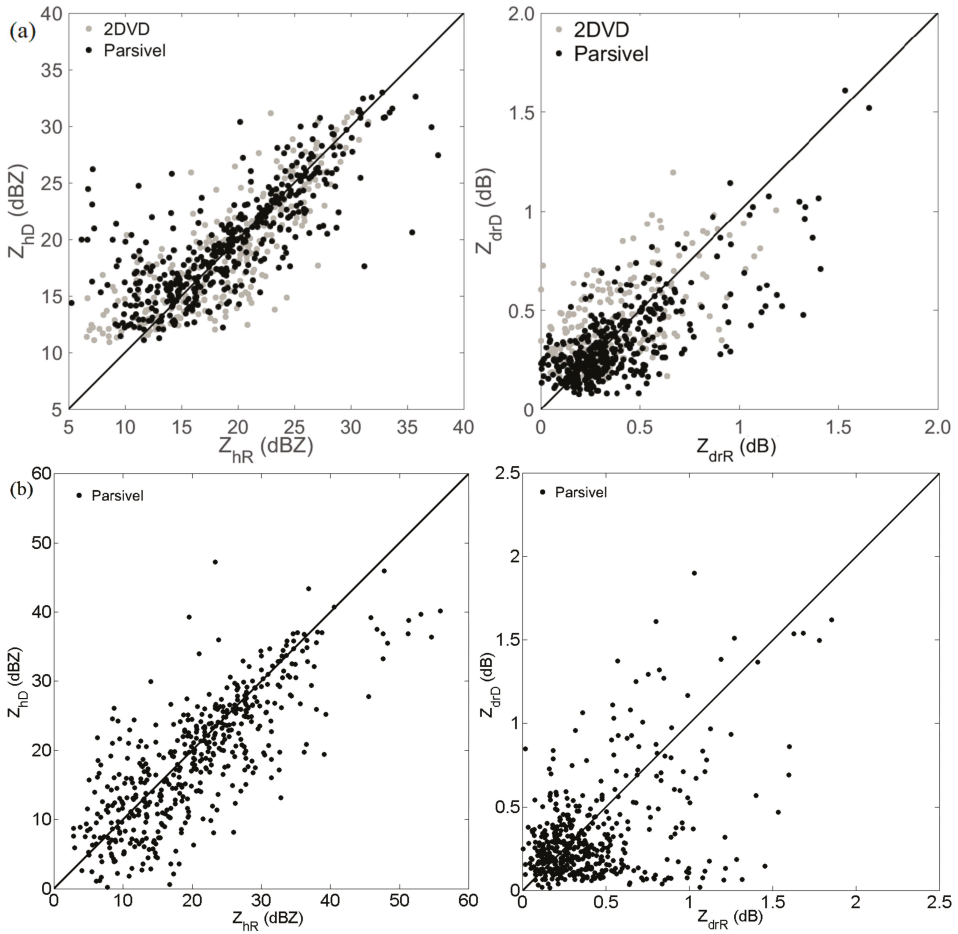 (a)
40
35
30
25
20
15
10
5
Z_hD (dBZ)
2DVD
Parsivel
5 10 15 20 25 30 35 40
Z_hR (dBZ)
2.0
1.5
1
0.5
0
Z_drD (dB)
2DVD
Parsivel
0 0.5 1 1.5 2.0
Z_drR (dB)
(b)
60
50
40
30
20
10
0
Z_hD (dBZ)
Parsivel
0 10 20 30 40 50 60
Z_hR (dBZ)
2.5
2
1.5
1
0.5
0
Z_drD (dB)
Parsivel
0 0.5 1 1.5 2 2.5
Z_drR (dB)